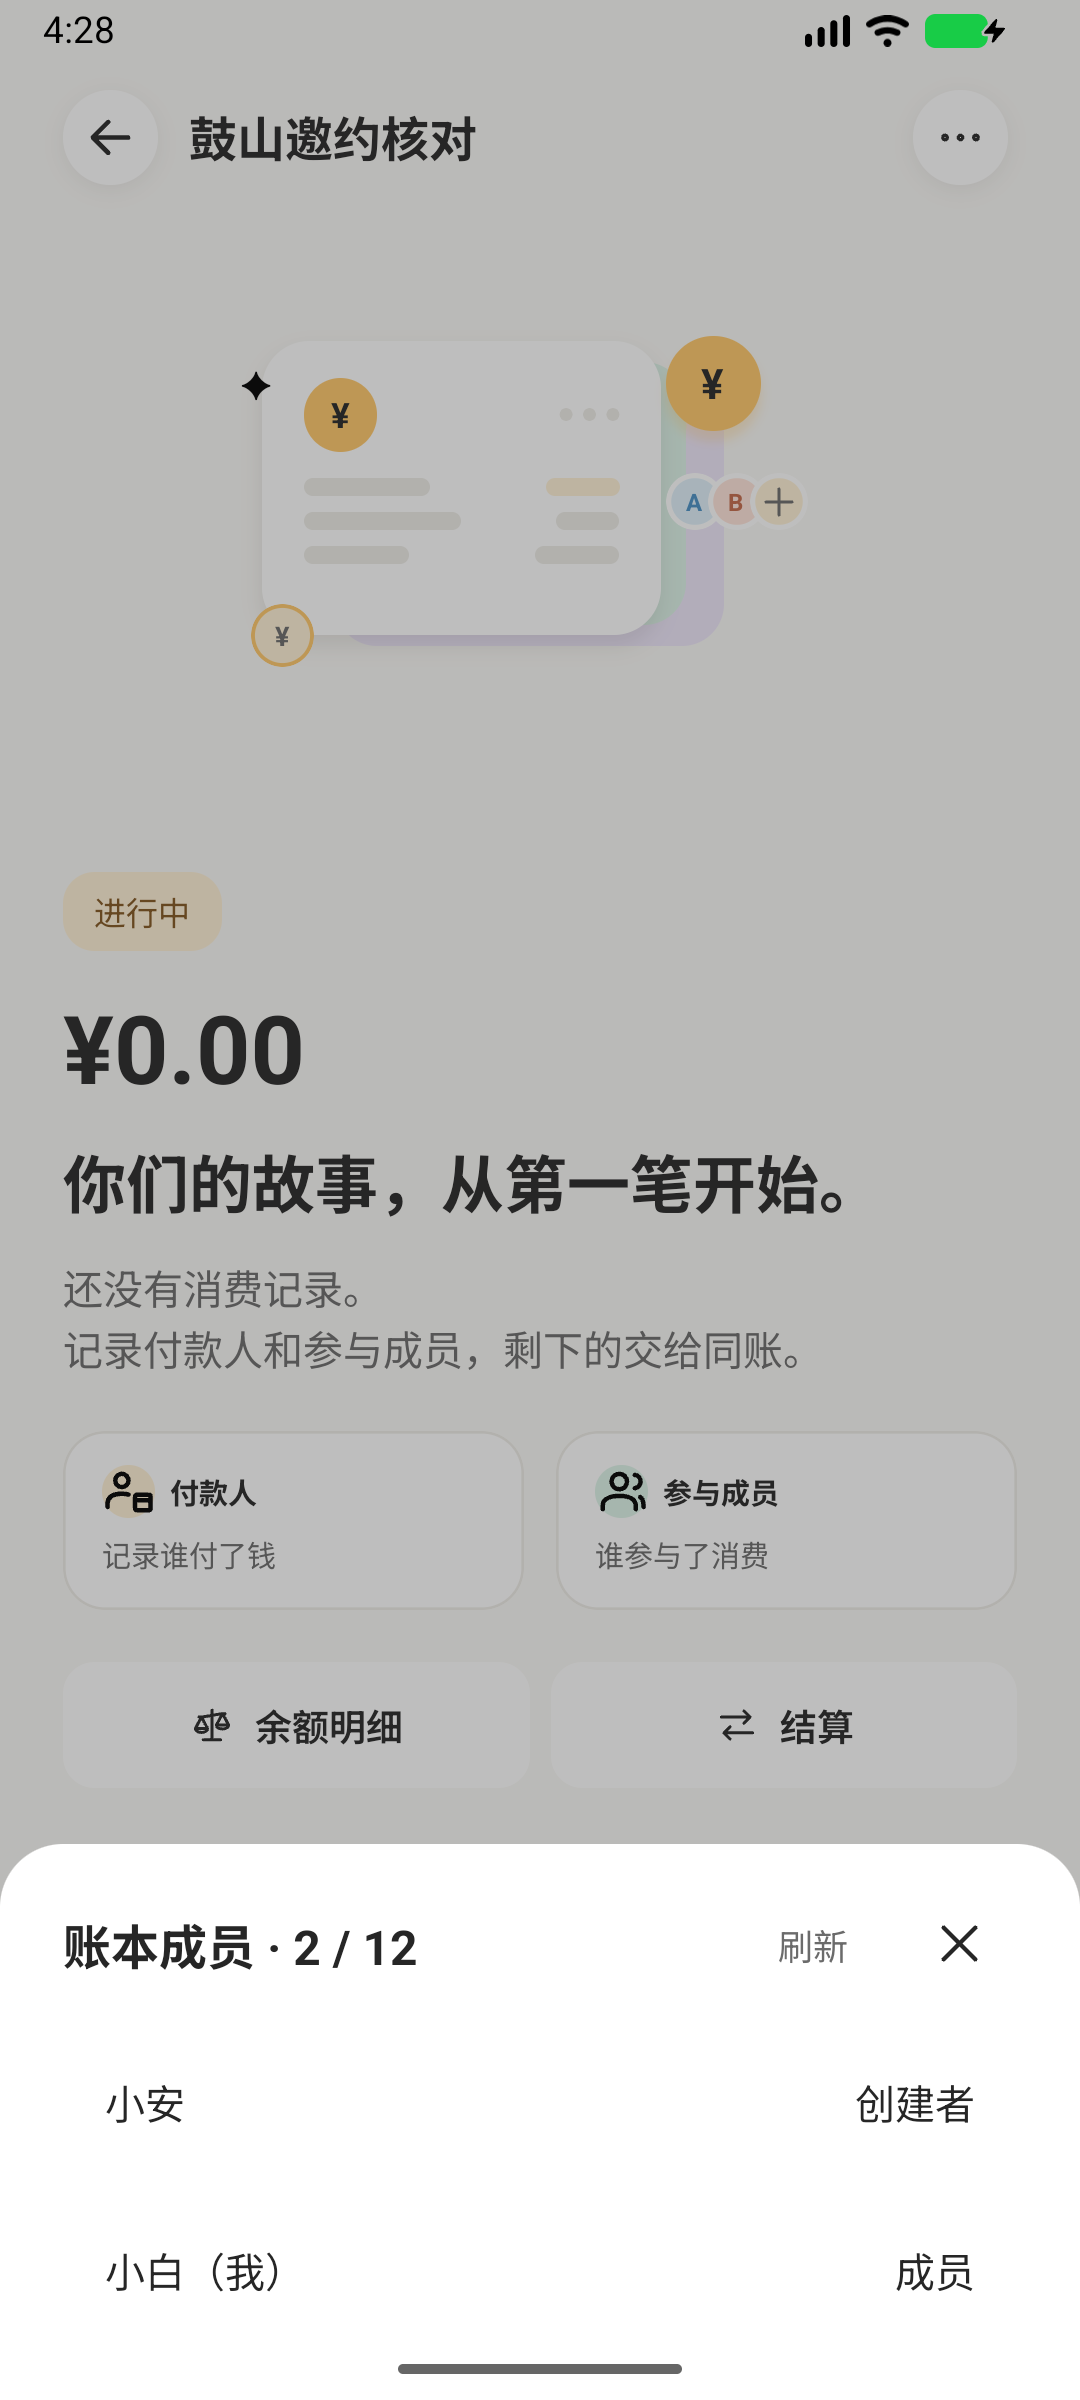 4:28
鼓山邀约核对
¥
¥
A
B
¥
进行中
¥0.00
你们的故事，从第一笔开始。
还没有消费记录。
记录付款人和参与成员，剩下的交给同账。
付款人
参与成员
记录谁付了钱
谁参与了消费
余额明细
结算
账本成员 · 2 / 12
刷新
小安
创建者
小白（我）
成员